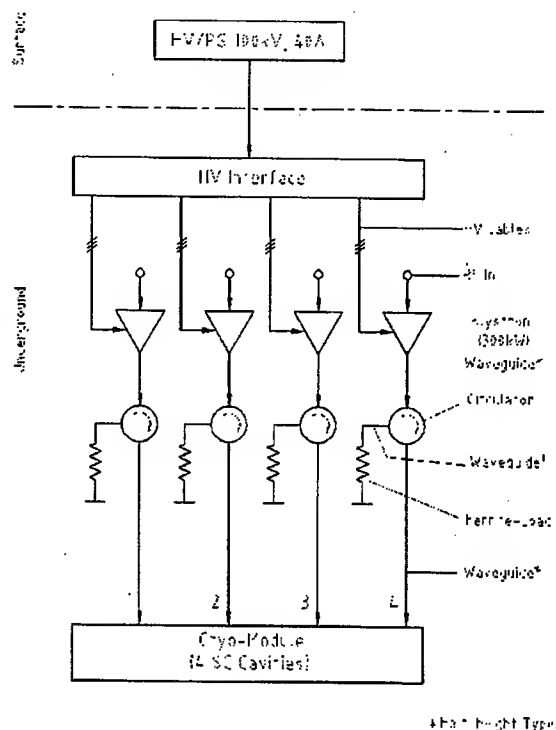 Surface
HV/PS 100kV, 40A
HV Interface
HV Cables
RF In
Underground
Klystron
(300kW)
Waveguide*
Circulator
Waveguide*
Ferrite-Load
Waveguide*
2 3 4
Cryo-Module
(4 SC Cavities)
* Half Height Type